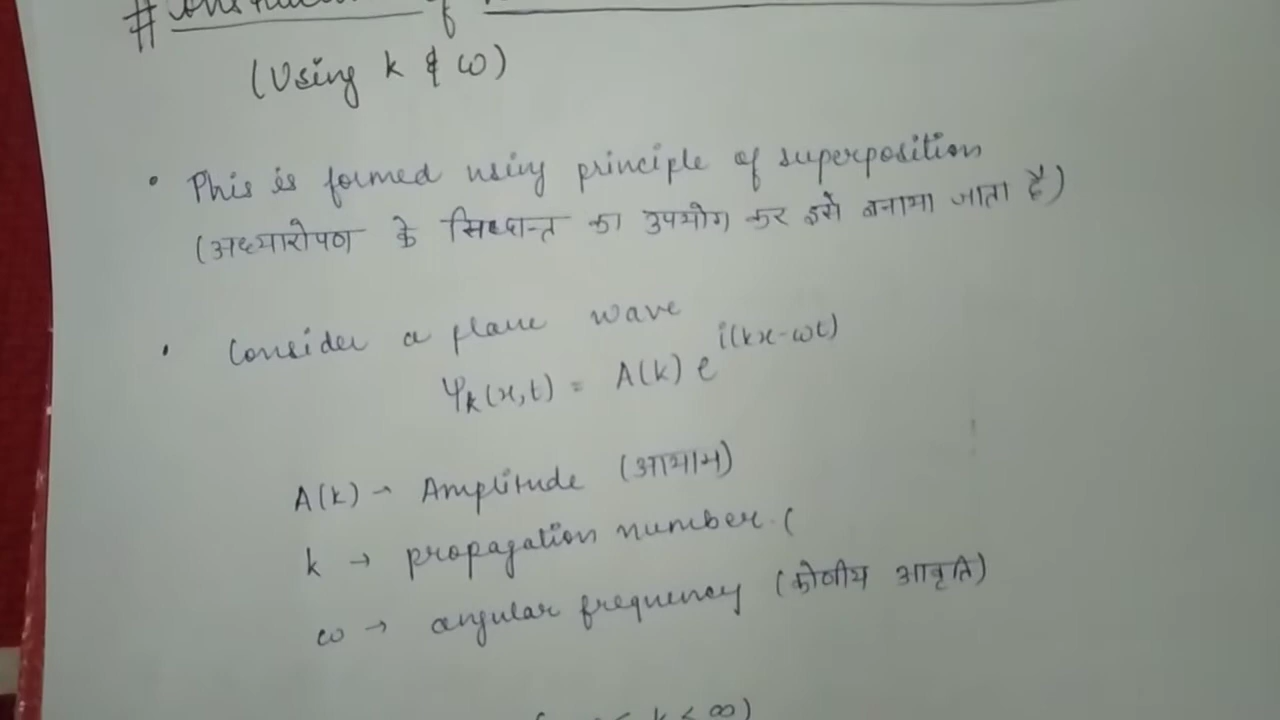 # of
(Using k & ω)
• This is formed using principle of superposition
(अध्यारोपण के सिध्दान्त का उपयोग कर इसे बनाया जाता है)
• Consider a plane wave
Ψk(x,t) = A(k) e^i(kx-ωt)
A(k) → Amplitude (आयाम)
k → propagation number. (
ω → angular frequency (कोणीय आवृति)
< k < ∞)